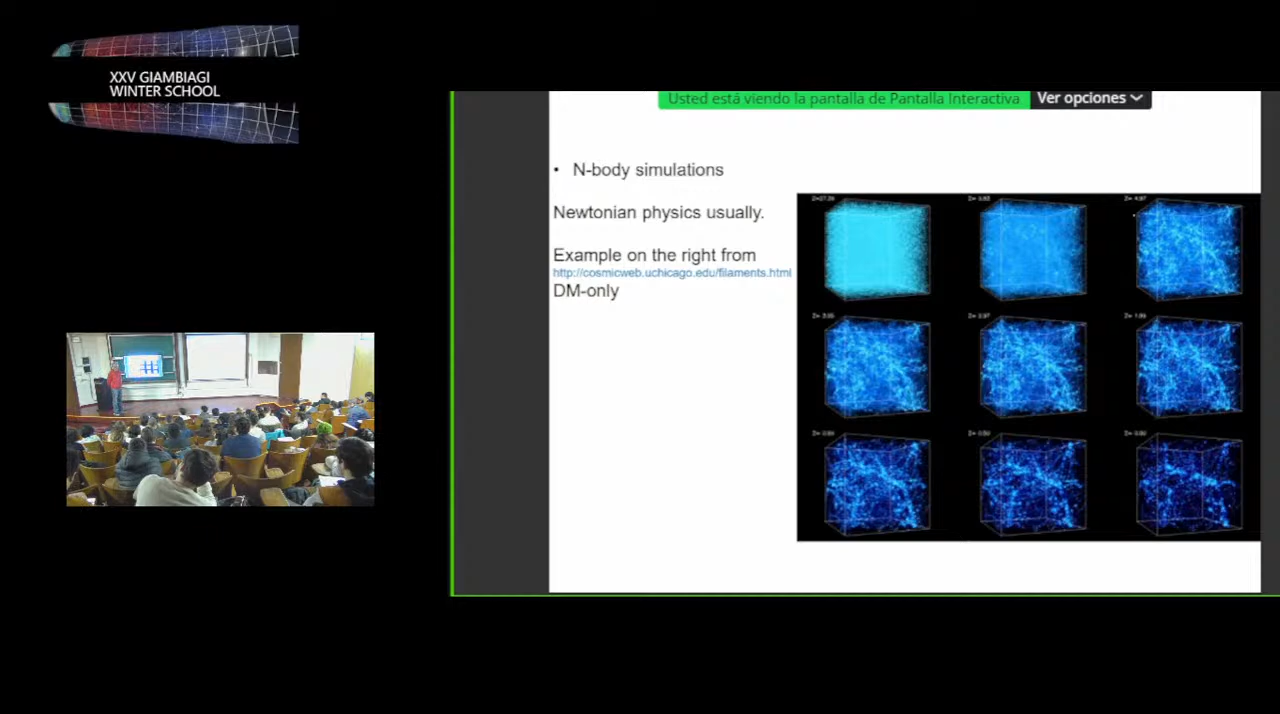 XXV GIAMBIAGI
WINTER SCHOOL
Usted está viendo la pantalla de Pantalla Interactiva
Ver opciones
• N-body simulations
Newtonian physics usually.
Example on the right from
http://cosmicweb.uchicago.edu/filaments.html
DM-only